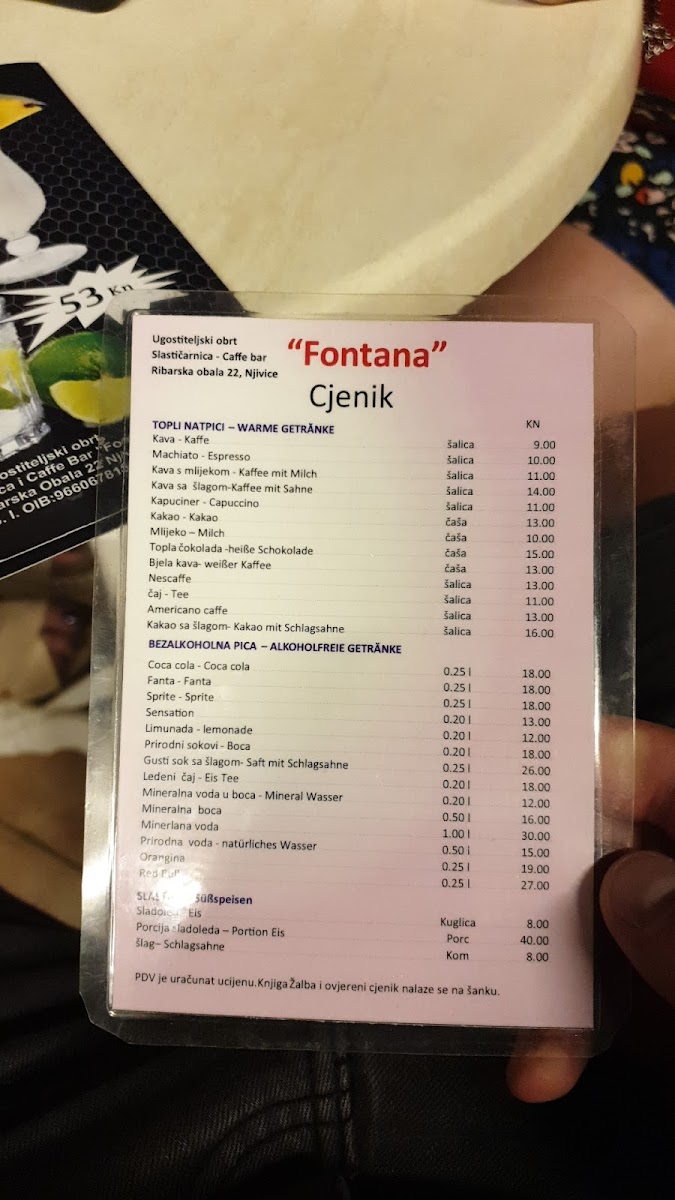 Ugostiteljski obrt
Slastičarnica - Caffe bar
Ribarska obala 22, Njivice
“Fontana”
Cjenik
TOPLI NATPICI – WARME GETRÄNKE KN
Kava - Kaffe šalica 9.00
Machiato - Espresso šalica 10.00
Kava s mlijekom - Kaffee mit Milch šalica 11.00
Kava sa šlagom-Kaffee mit Sahne šalica 14.00
Kapuciner - Capuccino šalica 11.00
Kakao - Kakao čaša 13.00
Mlijeko – Milch čaša 10.00
Topla čokolada -heiße Schokolade čaša 15.00
Bjela kava- weißer Kaffee čaša 13.00
Nescaffe šalica 13.00
čaj - Tee šalica 11.00
Americano caffe šalica 13.00
Kakao sa šlagom- Kakao mit Schlagsahne šalica 16.00
BEZALKOHOLNA PICA – ALKOHOLFREIE GETRÄNKE
Coca cola - Coca cola 0.25 l 18.00
Fanta - Fanta 0.25 l 18.00
Sprite - Sprite 0.25 l 18.00
Sensation 0.20 l 13.00
Limunada - lemonade 0.20 l 12.00
Prirodni sokovi - Boca 0.20 l 18.00
Gusti sok sa šlagom- Saft mit Schlagsahne 0.25 l 26.00
Ledeni čaj - Eis Tee 0.20 l 18.00
Mineralna voda u boca - Mineral Wasser 0.20 l 12.00
Mineralna boca 0.50 l 16.00
Minerlana voda 1.00 l 30.00
Prirodna voda - natürliches Wasser 0.50 l 15.00
Orangina 0.25 l 19.00
Red Bull 0.25 l 27.00
Süßspeisen
Sladoled - Eis Kuglica 8.00
Porcija sladoleda – Portion Eis Porc 40.00
šlag– Schlagsahne Kom 8.00
PDV je uračunat ucijenu.Knjiga Žalba i ovjereni cjenik nalaze se na šanku.
53 Kn
obrt
i Caffe Bar
Obala 22